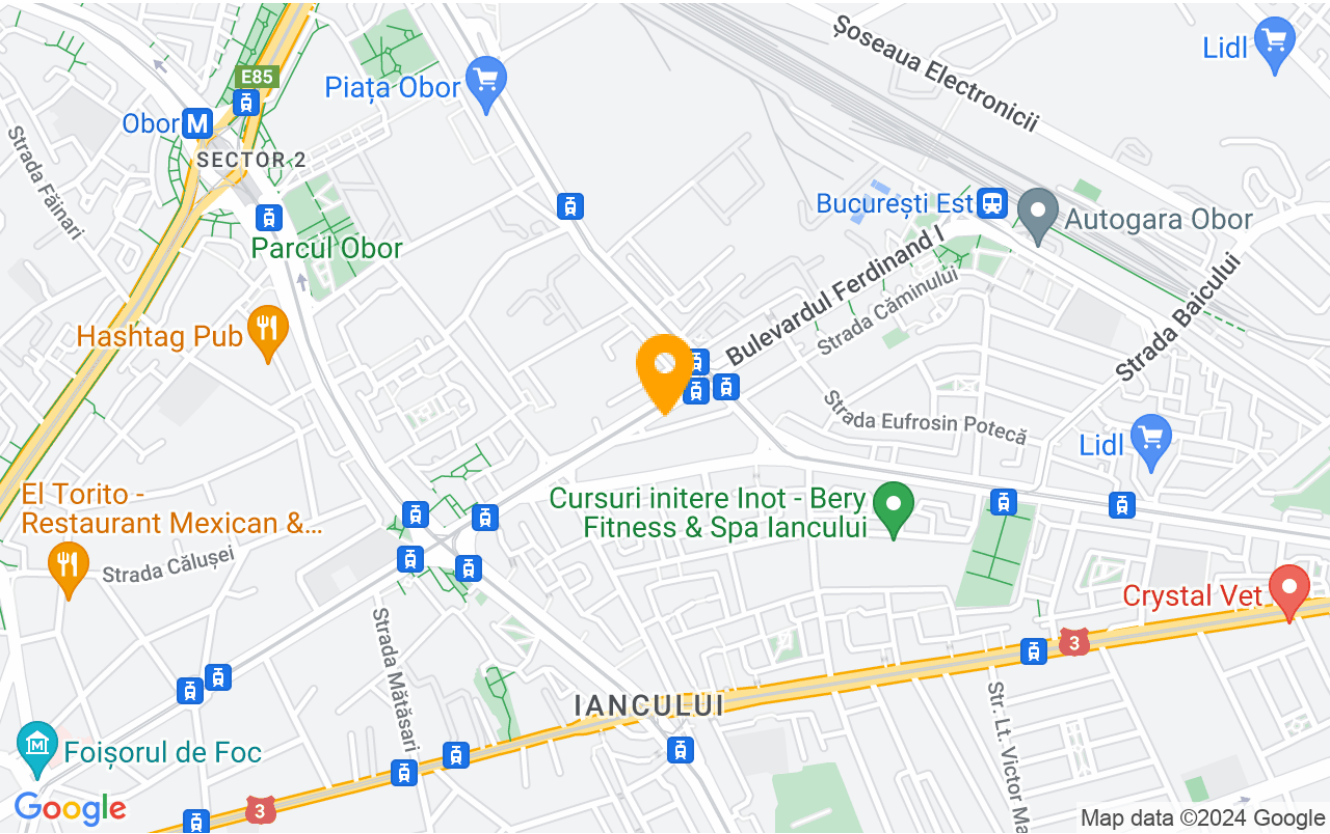 Șoseaua Electronicii
Lidl
E85
Piața Obor
Obor
M
SECTOR 2
Strada Făinari
București Est
Autogara Obor
Parcul Obor
Bulevardul Ferdinand I
Strada Căminului
Strada Baicului
Hashtag Pub
Strada Eufrosin Potecă
Lidl
El Torito -
Restaurant Mexican &...
Cursuri initere Inot - Bery
Fitness & Spa Iancului
Strada Călușei
Crystal Vet
3
Strada Mătăsari
IANCULUI
Str. Lt. Victor Ma
M
Foișorul de Foc
3
Google
Map data ©2024 Google